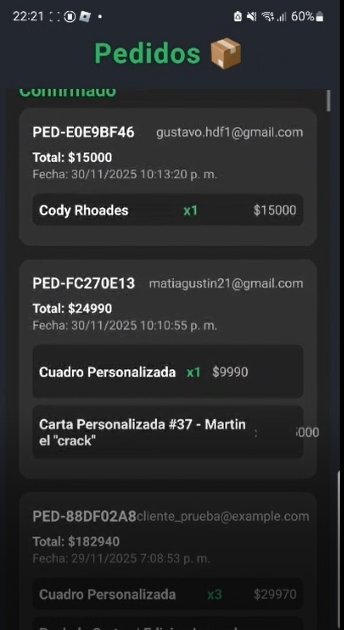 22:21 60%
Pedidos
Confirmado
PED-E0E9BF46 gustavo.hdf1@gmail.com
Total: $15000
Fecha: 30/11/2025 10:13:20 p. m.
Cody Rhoades x1 $15000
PED-FC270E13 matiagustin21@gmail.com
Total: $24990
Fecha: 30/11/2025 10:10:55 p. m.
Cuadro Personalizada x1 $9990
Carta Personalizada #37 - Martin
el "crack"
PED-88DF02A8 cliente_prueba@example.com
Total: $182940
Fecha: 29/11/2025 7:08:53 p. m.
Cuadro Personalizada x3 $29970